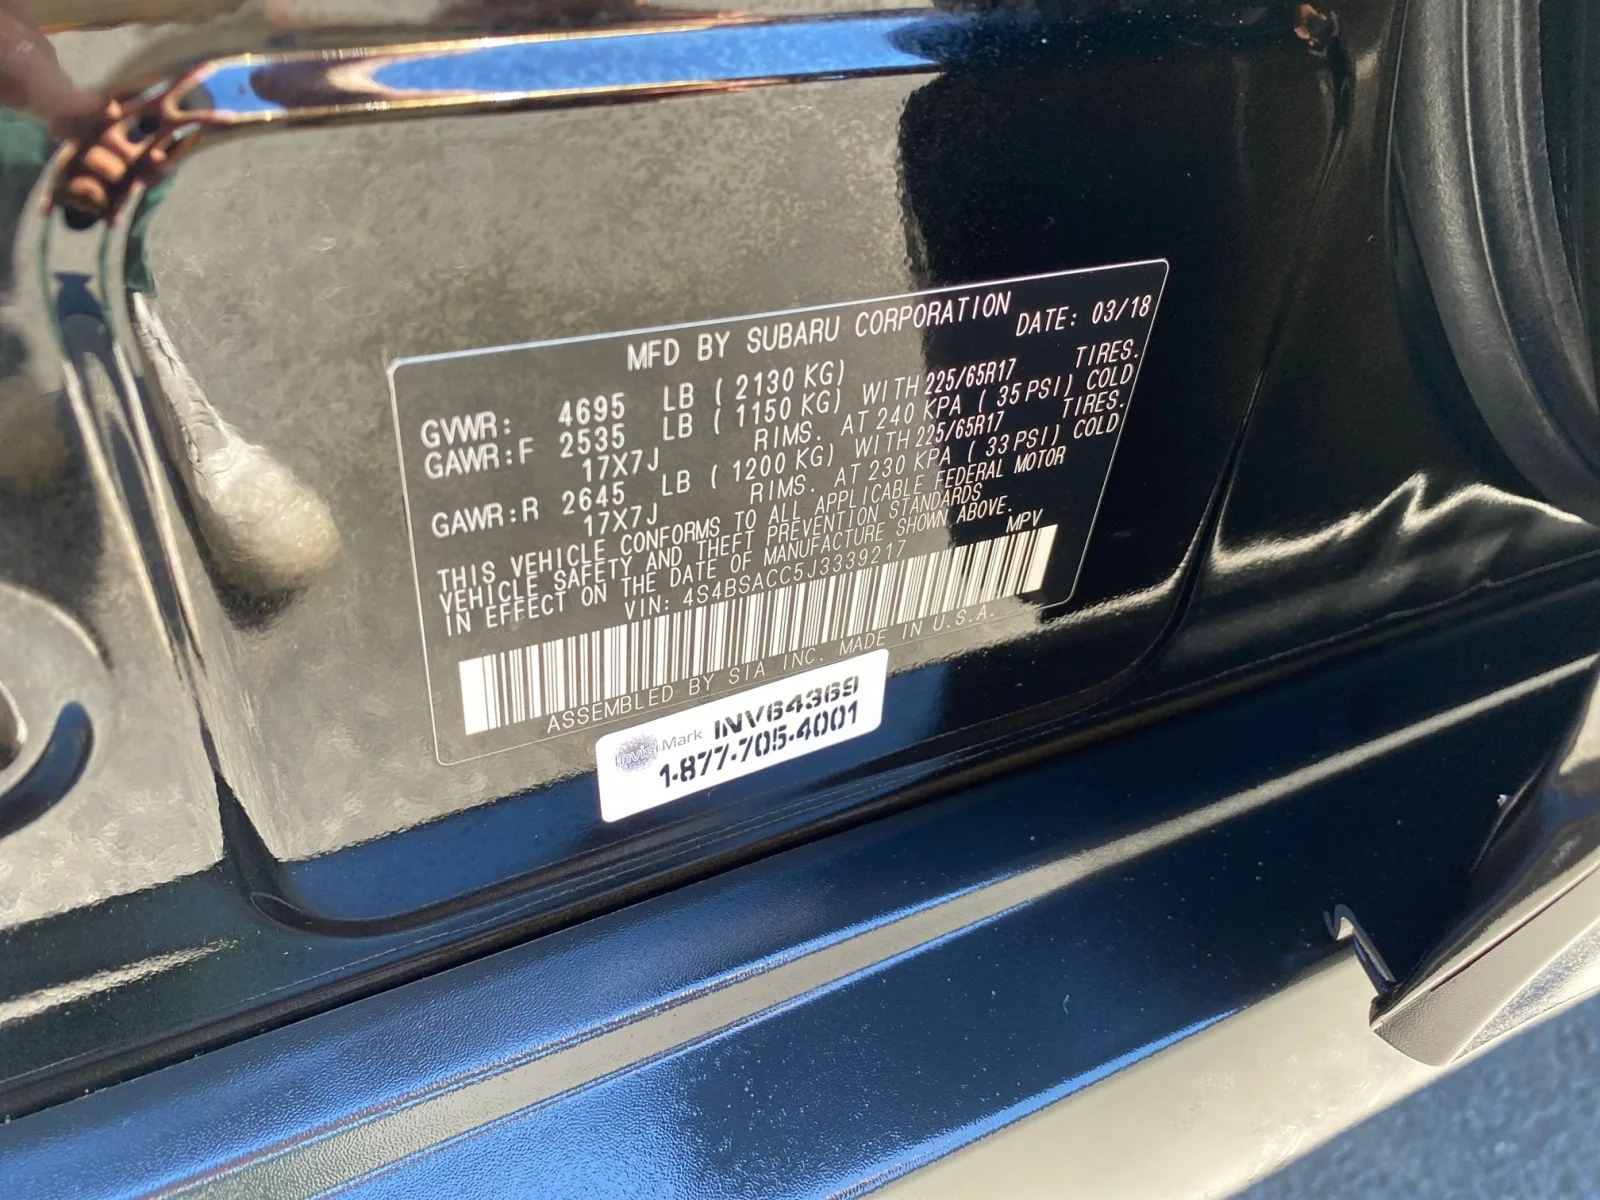 MFD BY SUBARU CORPORATION DATE: 03/18
GVWR: 4695 LB ( 2130 KG)
GAWR:F 2535 LB ( 1150 KG) WITH 225/65R17 TIRES.
17X7J RIMS. AT 240 KPA ( 35 PSI) COLD
GAWR:R 2645 LB ( 1200 KG) WITH 225/65R17 TIRES.
17X7J RIMS. AT 230 KPA ( 33 PSI) COLD
THIS VEHICLE CONFORMS TO ALL APPLICABLE FEDERAL MOTOR
VEHICLE SAFETY AND THEFT PREVENTION STANDARDS
IN EFFECT ON THE DATE OF MANUFACTURE SHOWN ABOVE.
VIN: 4S4BSACC5J3339217 MPV
ASSEMBLED BY SIA INC. MADE IN U.S.A.
InvisiMark INV64369
1-877-705-4001